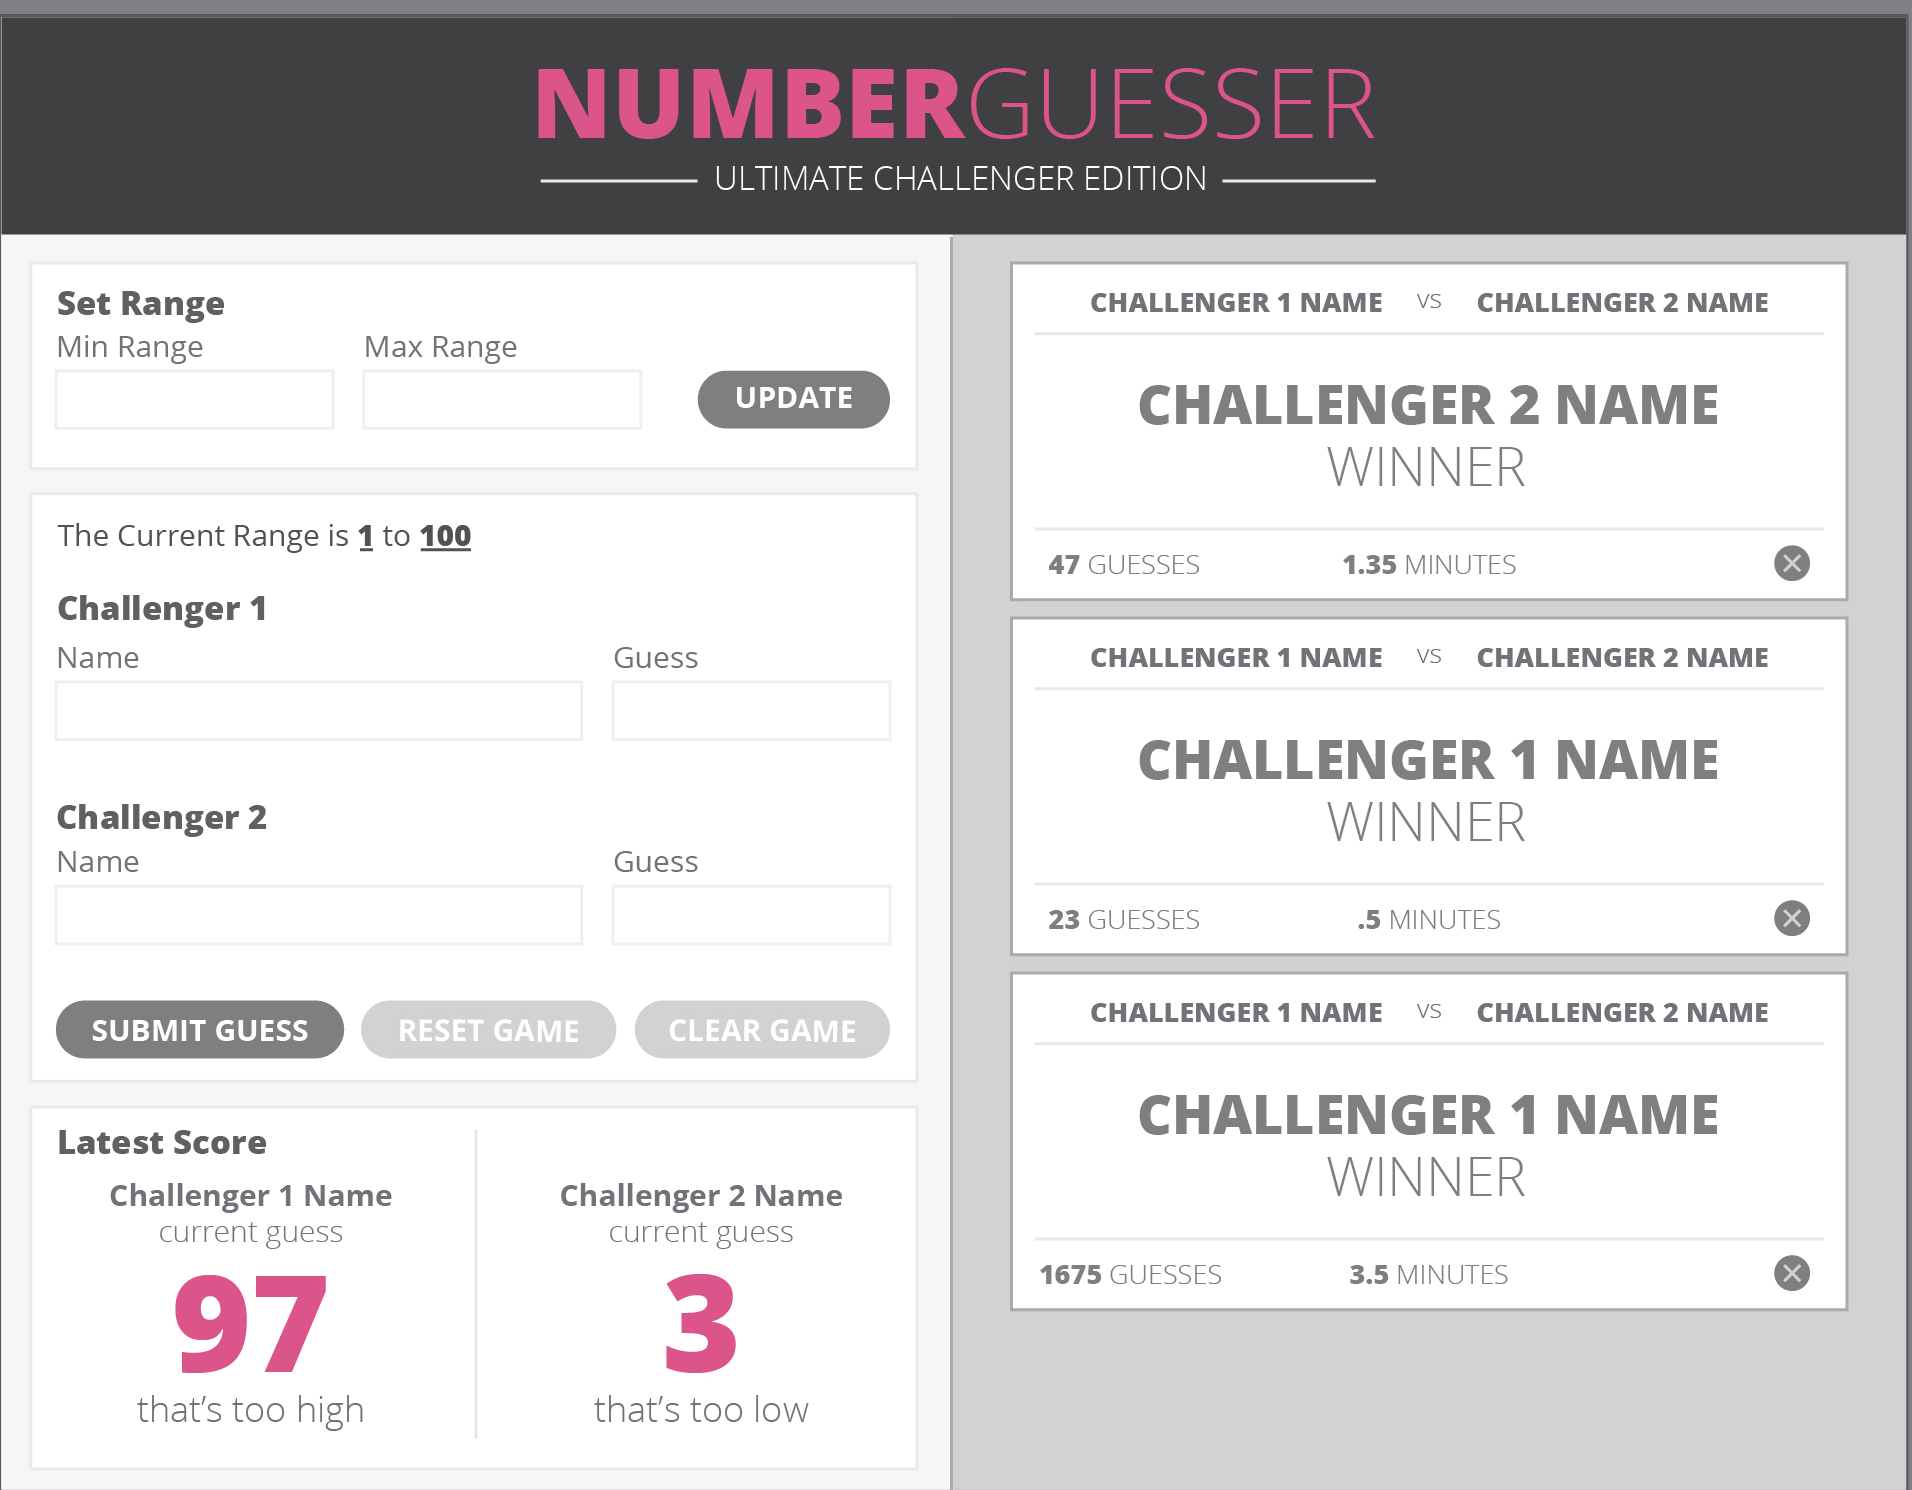 NUMBERGUESSER
ULTIMATE CHALLENGER EDITION
Set Range
Min Range Max Range
UPDATE
The Current Range is 1 to 100
Challenger 1
Name Guess
Challenger 2
Name Guess
SUBMIT GUESS RESET GAME CLEAR GAME
Latest Score
Challenger 1 Name
current guess
97
that’s too high
Challenger 2 Name
current guess
3
that’s too low
CHALLENGER 1 NAME VS CHALLENGER 2 NAME
CHALLENGER 2 NAME
WINNER
47 GUESSES 1.35 MINUTES
CHALLENGER 1 NAME VS CHALLENGER 2 NAME
CHALLENGER 1 NAME
WINNER
23 GUESSES .5 MINUTES
CHALLENGER 1 NAME VS CHALLENGER 2 NAME
CHALLENGER 1 NAME
WINNER
1675 GUESSES 3.5 MINUTES